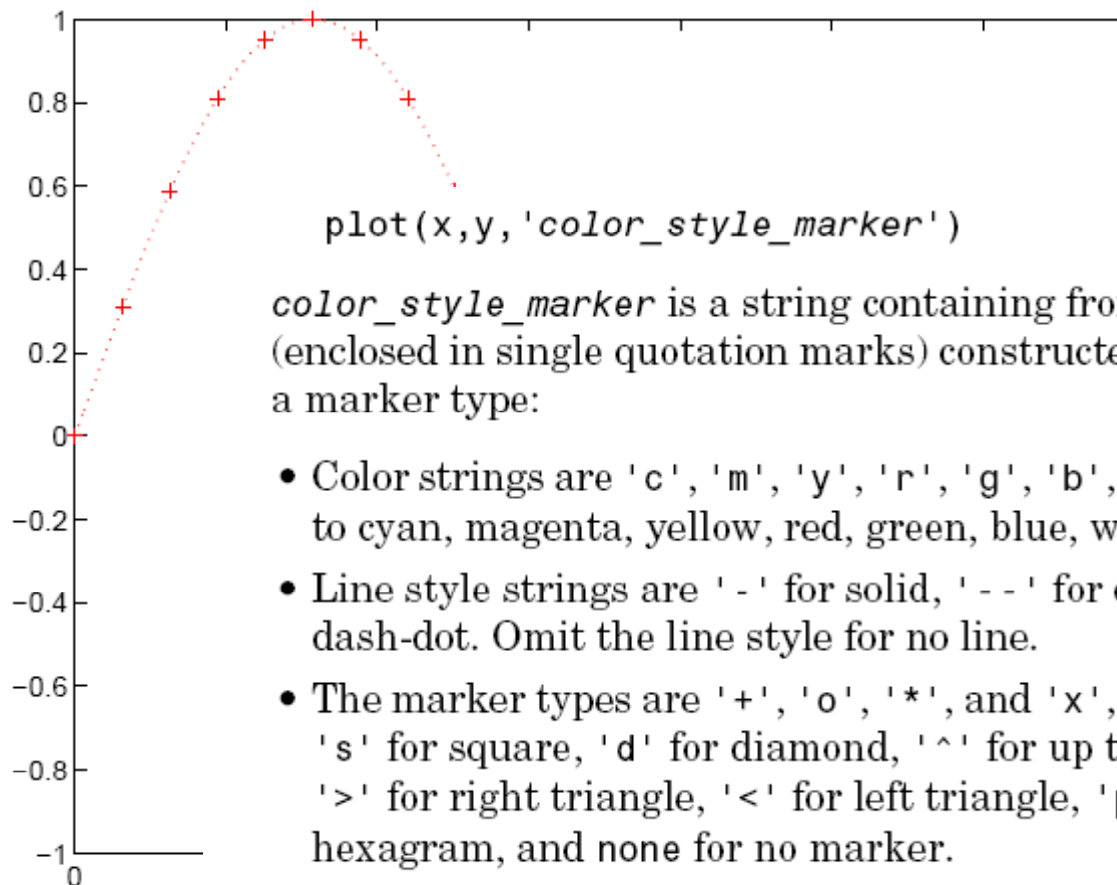 1
0.8
0.6
0.4
0.2
0
−0.2
−0.4
−0.6
−0.8
−1
0
plot(x,y,'color_style_marker')
color_style_marker is a string containing
(enclosed in single quotation marks)
a marker type:
• Color strings are 'c', 'm', 'y', 'r', 'g', 'b',
to cyan, magenta, yellow, red, green, blue,
• Line style strings are '-' for solid, '--' for
dash-dot. Omit the line style for no line.
• The marker types are '+', 'o', '*', and 'x',
's' for square, 'd' for diamond, '^' for up
'>' for right triangle, '<' for left triangle,
hexagram, and none for no marker.